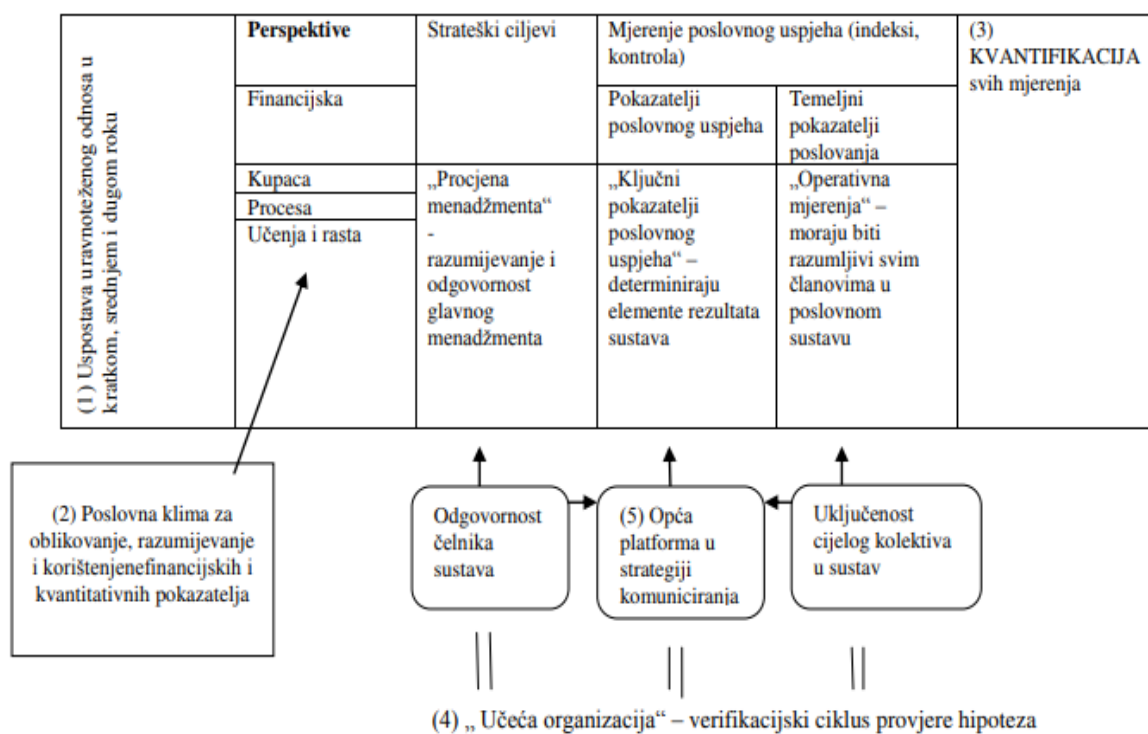 (1) Uspostava uravnoteženog odnosa u
kratkom, srednjem i dugom roku
Perspektive
Strateški ciljevi
Mjerenje poslovnog uspjeha (indeksi,
kontrola)
(3)
KVANTIFIKACIJA
svih mjerenja
Financijska
Pokazatelji
poslovnog uspjeha
Temeljni
pokazatelji
poslovanja
Kupaca
Procesa
Učenja i rasta
„Procjena
menadžmenta“
-
razumijevanje i
odgovornost
glavnog
menadžmenta
„Ključni
pokazatelji
poslovnog
uspjeha“ –
determiniraju
elemente rezultata
sustava
„Operativna
mjerenja“ –
moraju biti
razumljivi svim
članovima u
poslovnom
sustavu
(2) Poslovna klima za
oblikovanje, razumijevanje
i korištenjenefinancijskih i
kvantitativnih pokazatelja
Odgovornost
čelnika
sustava
(5) Opća
platforma u
strategiji
komuniciranja
Uključenost
cijelog kolektiva
u sustav
(4) „ Učeća organizacija“ – verifikacijski ciklus provjere hipoteza